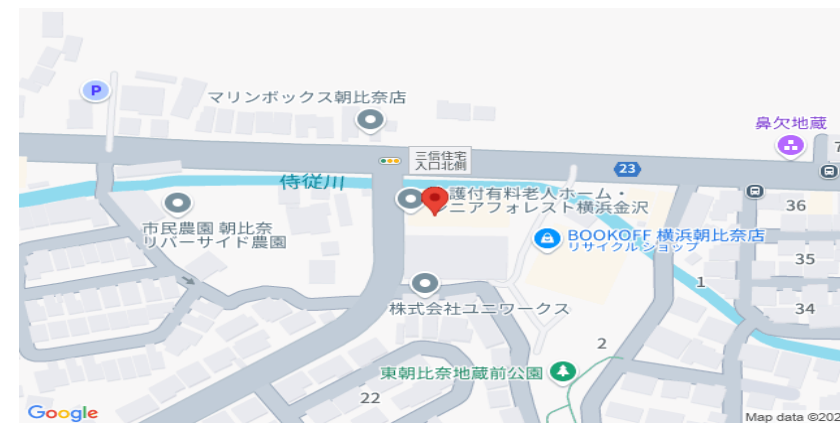 P
マリンボックス朝比奈店
鼻欠地蔵
三信住宅
入口北側
23
7
侍従川
護付有料老人ホーム・
ニアフォレスト横浜金沢
36
市民農園 朝比奈
リバーサイド農園
BOOKOFF 横浜朝比奈店
リサイクルショップ
35
1
株式会社ユニワークス
34
2
東朝比奈地蔵前公園
22
Google
Map data ©202